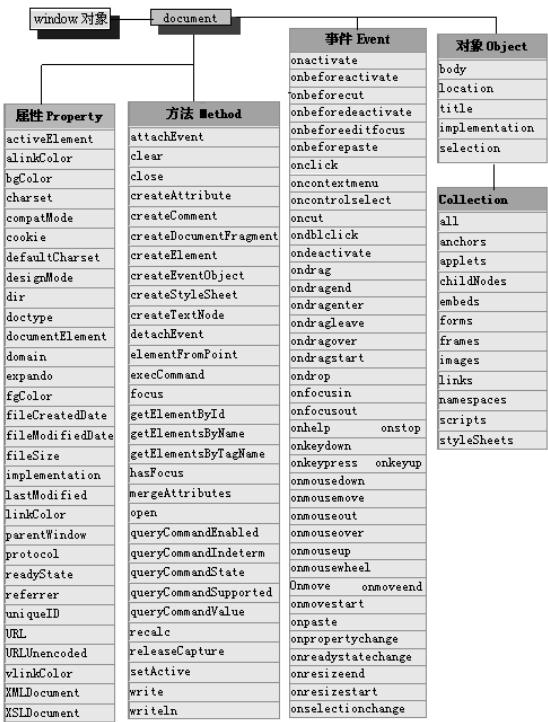 window 对象
document
属性 Property
activeElement
alinkColor
bgColor
charset
compatMode
cookie
defaultCharset
designMode
dir
doctype
documentElement
domain
expando
fgColor
fileCreatedDate
fileModifiedDate
fileSize
implementation
lastModified
linkColor
parentWindow
protocol
readyState
referrer
uniqueID
URL
URLUnencoded
vlinkColor
XMLDocument
XSLDocument
方法 Method
attachEvent
clear
close
createAttribute
createComment
createDocumentFragment
createElement
createEventObject
createStyleSheet
createTextNode
detachEvent
elementFromPoint
execCommand
focus
getElementById
getElementsByName
getElementsByTagName
hasFocus
mergeAttributes
open
queryCommandEnabled
queryCommandIndeterm
queryCommandState
queryCommandSupported
queryCommandValue
recalc
releaseCapture
setActive
write
writeln
事件 Event
onactivate
onbeforeactivate
onbeforecut
onbeforedeactivate
onbeforeeditfocus
onbeforepaste
onclick
oncontextmenu
oncontrolselect
oncut
ondblclick
ondeactivate
ondrag
ondragend
ondragenter
ondragleave
ondragover
ondragstart
ondrop
onfocusin
onfocusout
onhelp onstop
onkeydown
onkeypress onkeyup
onmousedown
onmousemove
onmouseout
onmouseover
onmouseup
onmousewheel
Onmove onmoveend
onmovestart
onpaste
onpropertychange
onreadystatechange
onresizeend
onresizestart
onselectionchange
对象 Object
body
location
title
implementation
selection
Collection
all
anchors
applets
childNodes
embeds
forms
frames
images
links
namespaces
scripts
styleSheets